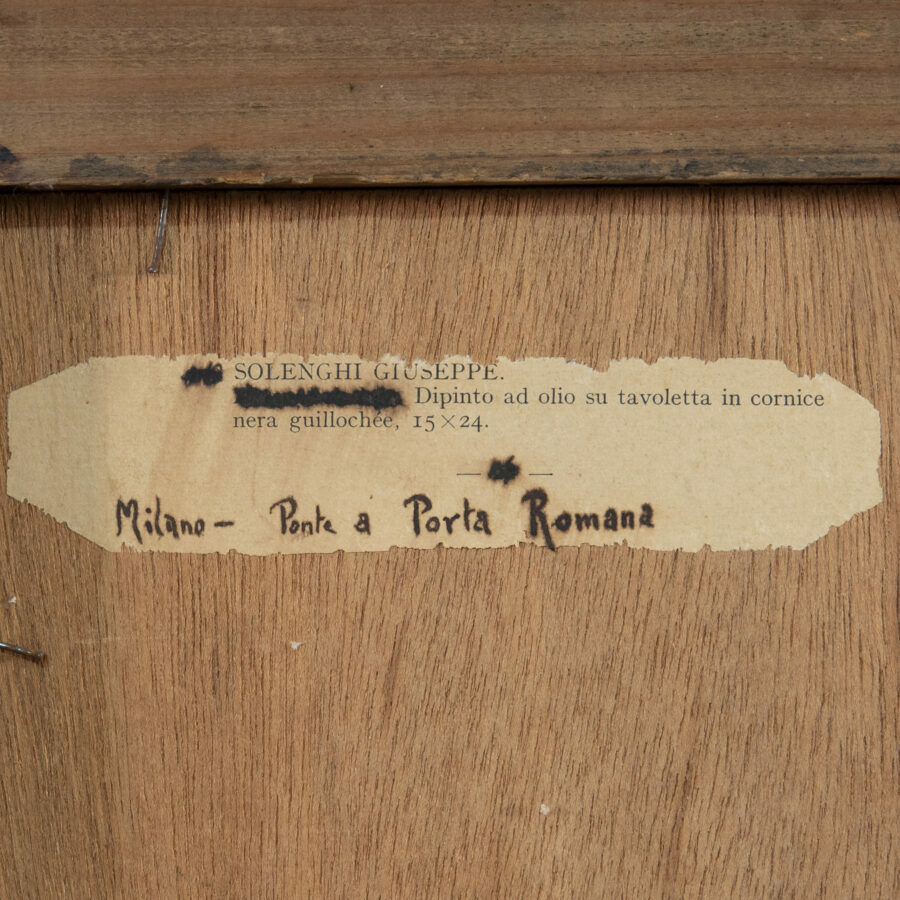 SOLENGHI GIUSEPPE.
Dipinto ad olio su tavoletta in cornice
nera guillochée, 15×24.
Milano – Ponte a Porta Romana